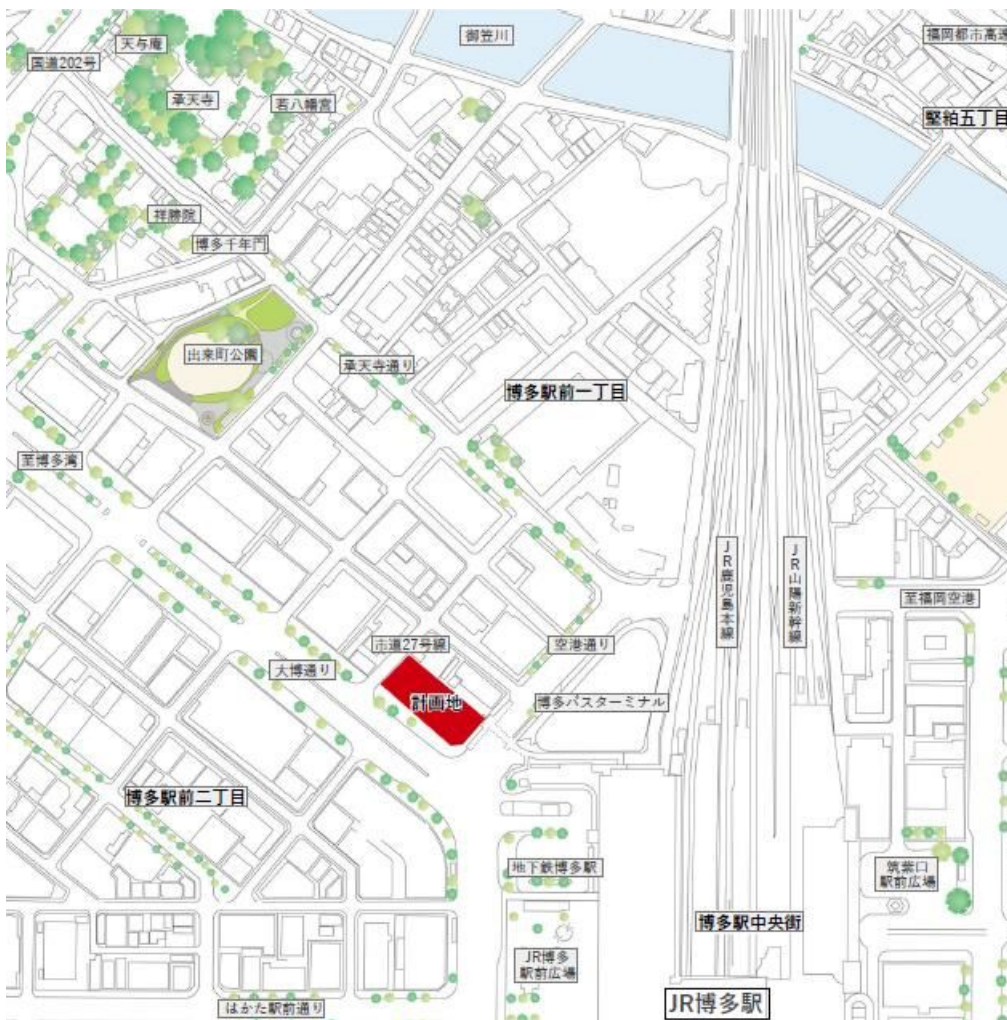 天与庵
国道202号
承天寺
若八幡宮
御笠川
福岡都市高速
堅粕五丁目
祥勝院
博多千年門
出来町公園
承天寺通り
博多駅前一丁目
至博多湾
JR鹿児島本線
JR山陽新幹線
至福岡空港
市道27号線
空港通り
大博通り
計画地
博多バスターミナル
博多駅前二丁目
地下鉄博多駅
筑紫口
駅前広場
博多駅中央街
JR博多
駅前広場
はかた駅前通り
JR博多駅